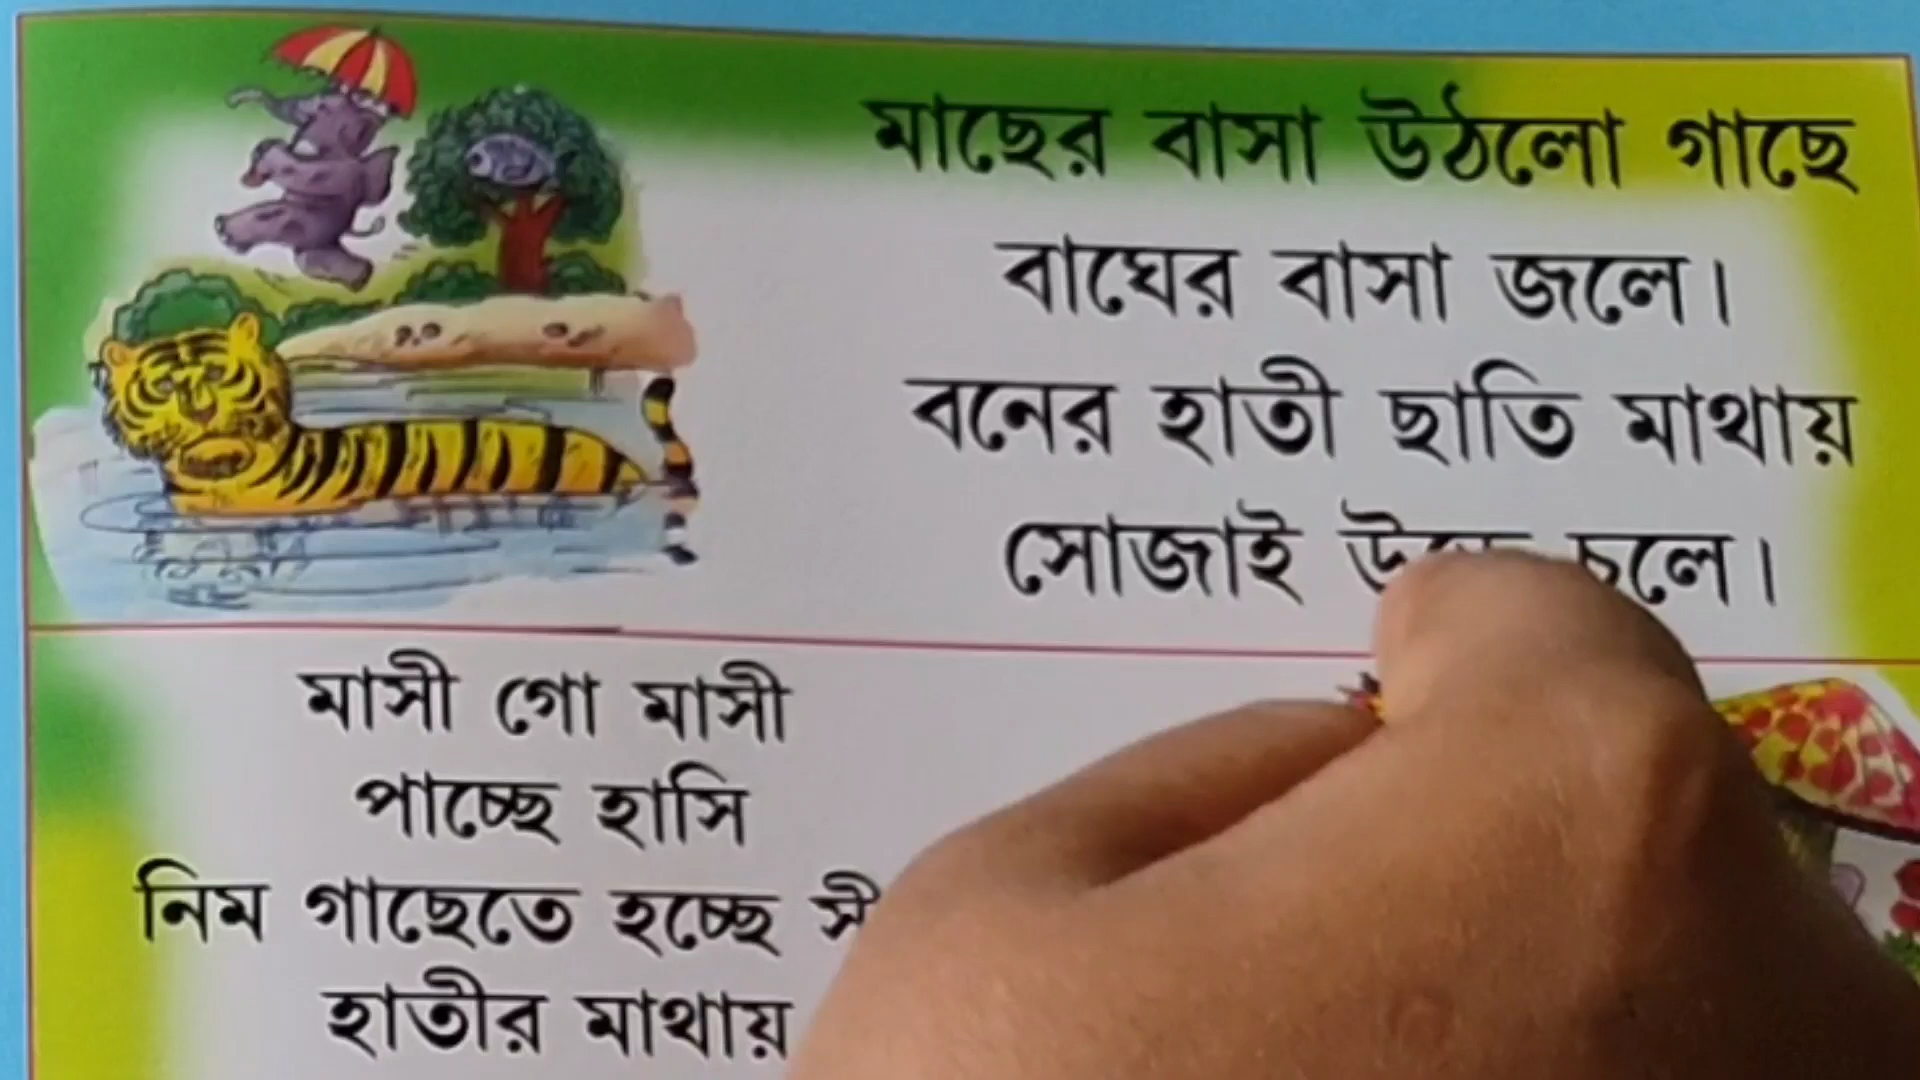 মাছের বাসা উঠলো গাছে
বাঘের বাসা জলে।
বনের হাতী ছাতি মাথায়
সোজাই চলে।
মাসী গো মাসী
পাচ্ছে হাসি
নিম গাছেতে হচ্ছে
হাতীর মাথায়